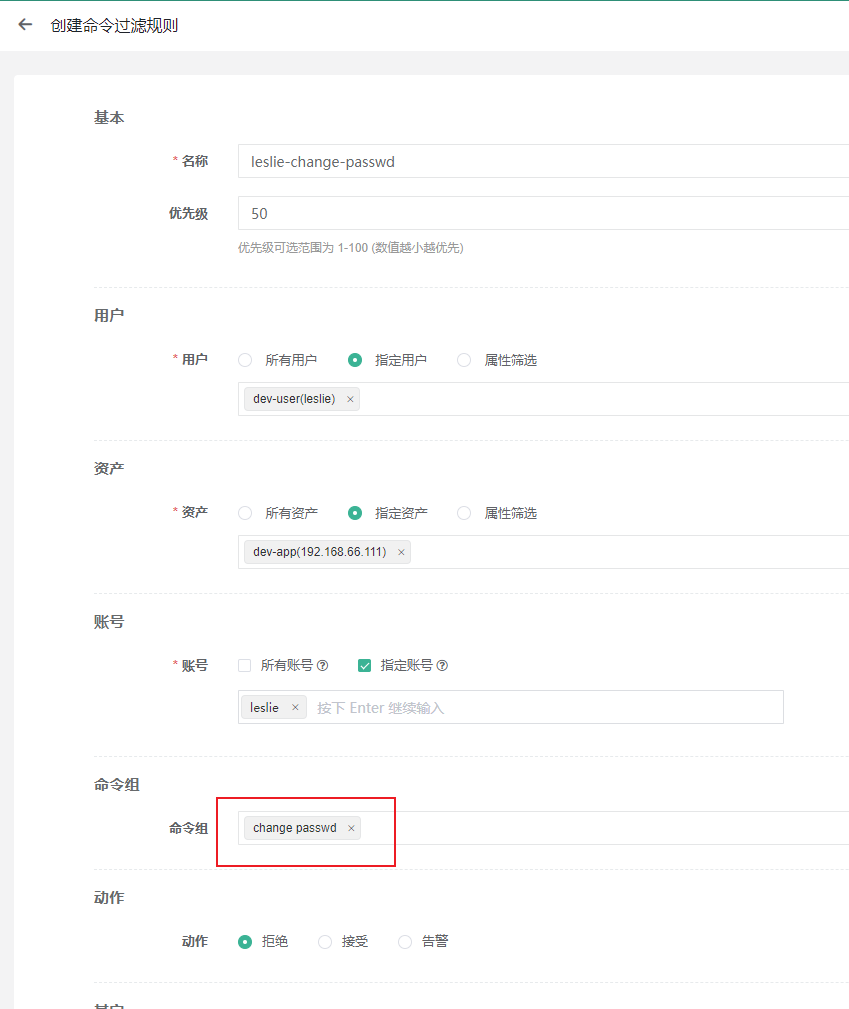 创建命令过滤规则
基本
* 名称 leslie-change-passwd
优先级 50
优先级可选范围为 1-100 (数值越小越优先)
用户
* 用户 所有用户 指定用户 属性筛选
dev-user(leslie) ×
资产
* 资产 所有资产 指定资产 属性筛选
dev-app(192.168.66.111) ×
账号
* 账号 所有账号 ? 指定账号 ?
leslie × 按下 Enter 继续输入
命令组
命令组 change passwd ×
动作
动作 拒绝 接受 告警